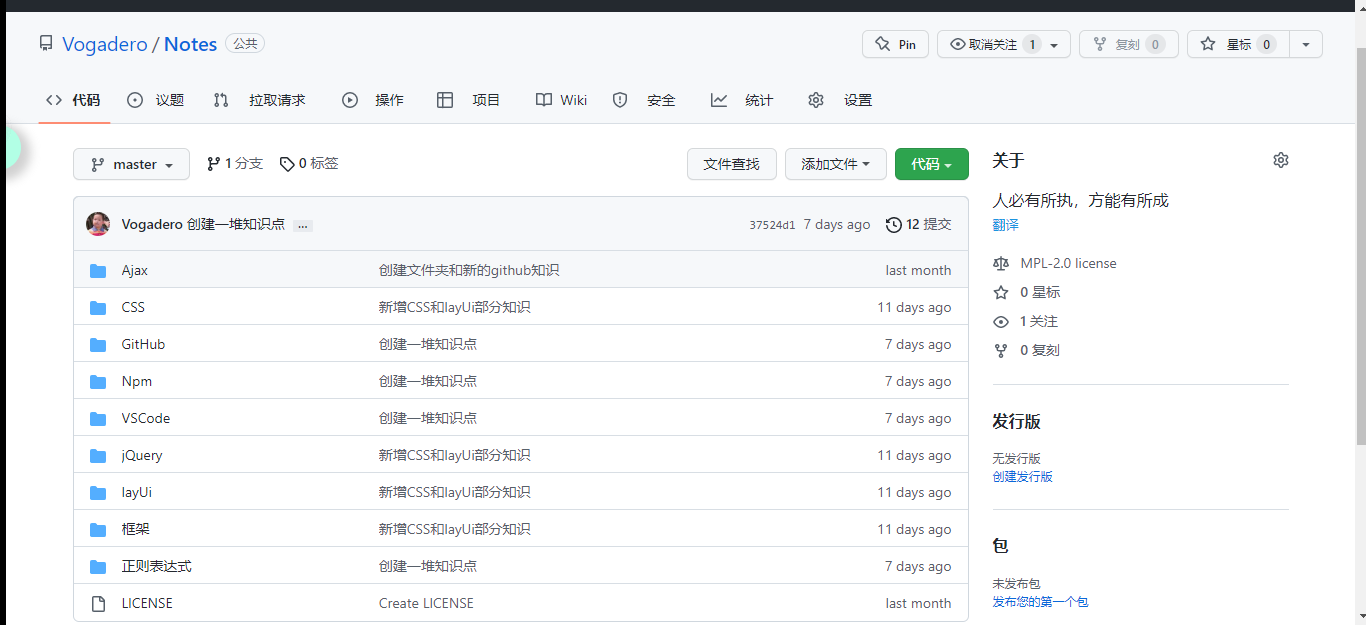 Vogadero / Notes 公共 Pin 取消关注 1 复刻 0 星标 0
代码 议题 拉取请求 操作 项目 Wiki 安全 统计 设置
master 1 分支 0 标签 文件查找 添加文件 代码
Vogadero 创建一堆知识点 ... 37524d1 7 days ago 12 提交
Ajax 创建文件夹和新的github知识 last month
CSS 新增CSS和layUi部分知识 11 days ago
GitHub 创建一堆知识点 7 days ago
Npm 创建一堆知识点 7 days ago
VSCode 创建一堆知识点 7 days ago
jQuery 新增CSS和layUi部分知识 11 days ago
layUi 新增CSS和layUi部分知识 11 days ago
框架 新增CSS和layUi部分知识 11 days ago
正则表达式 创建一堆知识点 7 days ago
LICENSE Create LICENSE last month
关于
人必有所执，方能有所成
翻译
MPL-2.0 license
0 星标
1 关注
0 复刻
发行版
无发行版
创建发行版
包
未发布包
发布您的第一个包